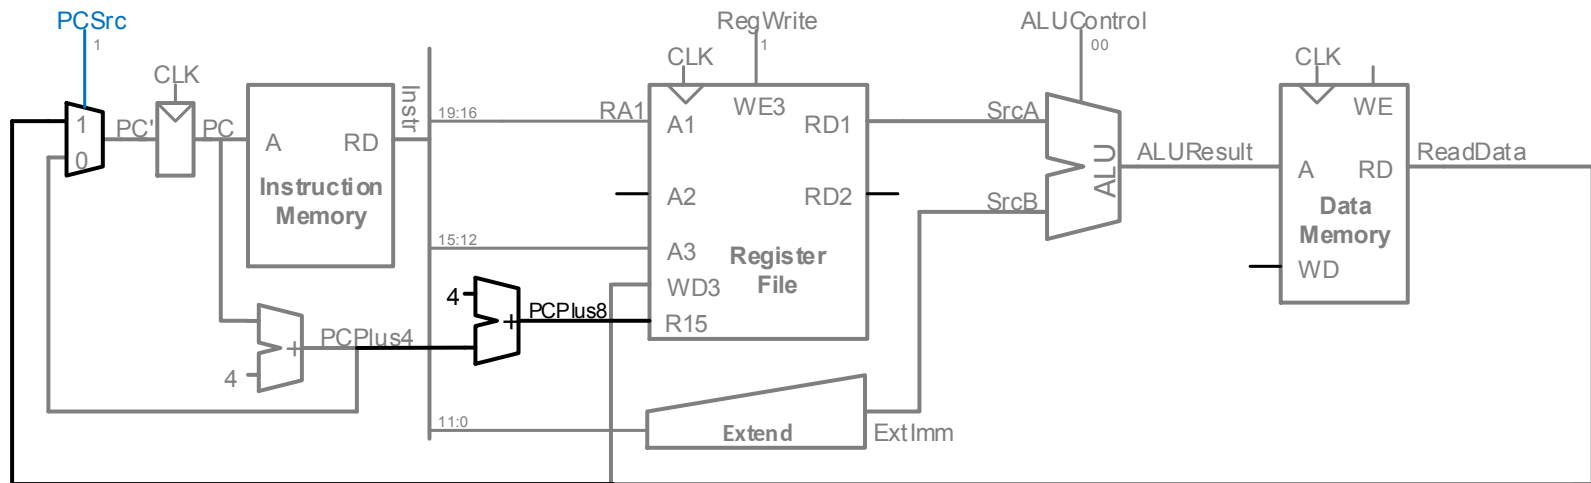 PCSrc
1
RegWrite
1
ALUControl
00
CLK
CLK
CLK
1
0
PC'
PC
A
RD
Instruction
Memory
Instr
19:16
RA1
A1
WE3
RD1
SrcA
ALU
ALUResult
WE
A
RD
ReadData
A2
RD2
SrcB
Data
Memory
15:12
A3
Register
File
WD3
WD
R15
4
+
PCPlus8
PCPlus4
+
4
11:0
Extend
ExtImm